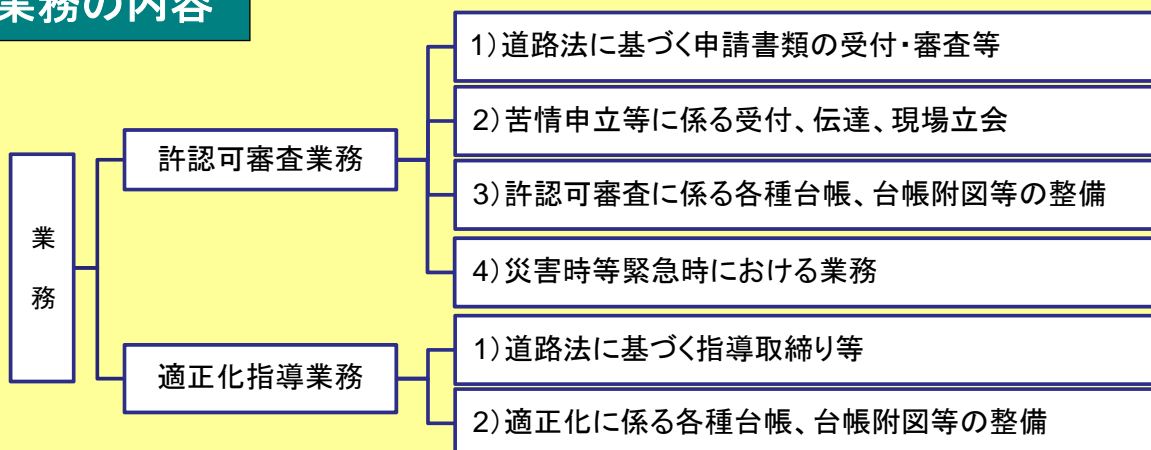 業務の内容
業務
許認可審査業務
1)道路法に基づく申請書類の受付・審査等
2)苦情申立等に係る受付、伝達、現場立会
3)許認可審査に係る各種台帳、台帳附図等の整備
4)災害時等緊急時における業務
適正化指導業務
1)道路法に基づく指導取締り等
2)適正化に係る各種台帳、台帳附図等の整備